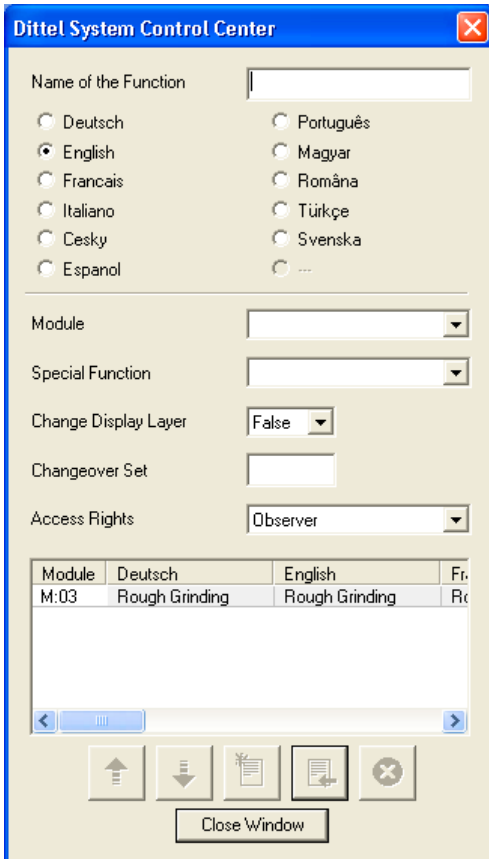 Dittel System Control Center
Name of the Function
Deutsch
Português
English
Magyar
Francais
Româna
Italiano
Türkçe
Cesky
Svenska
Espanol
---
Module
Special Function
Change Display Layer
False
Changeover Set
Access Rights
Observer
Module Deutsch English
M:03 Rough Grinding Rough Grinding
Close Window